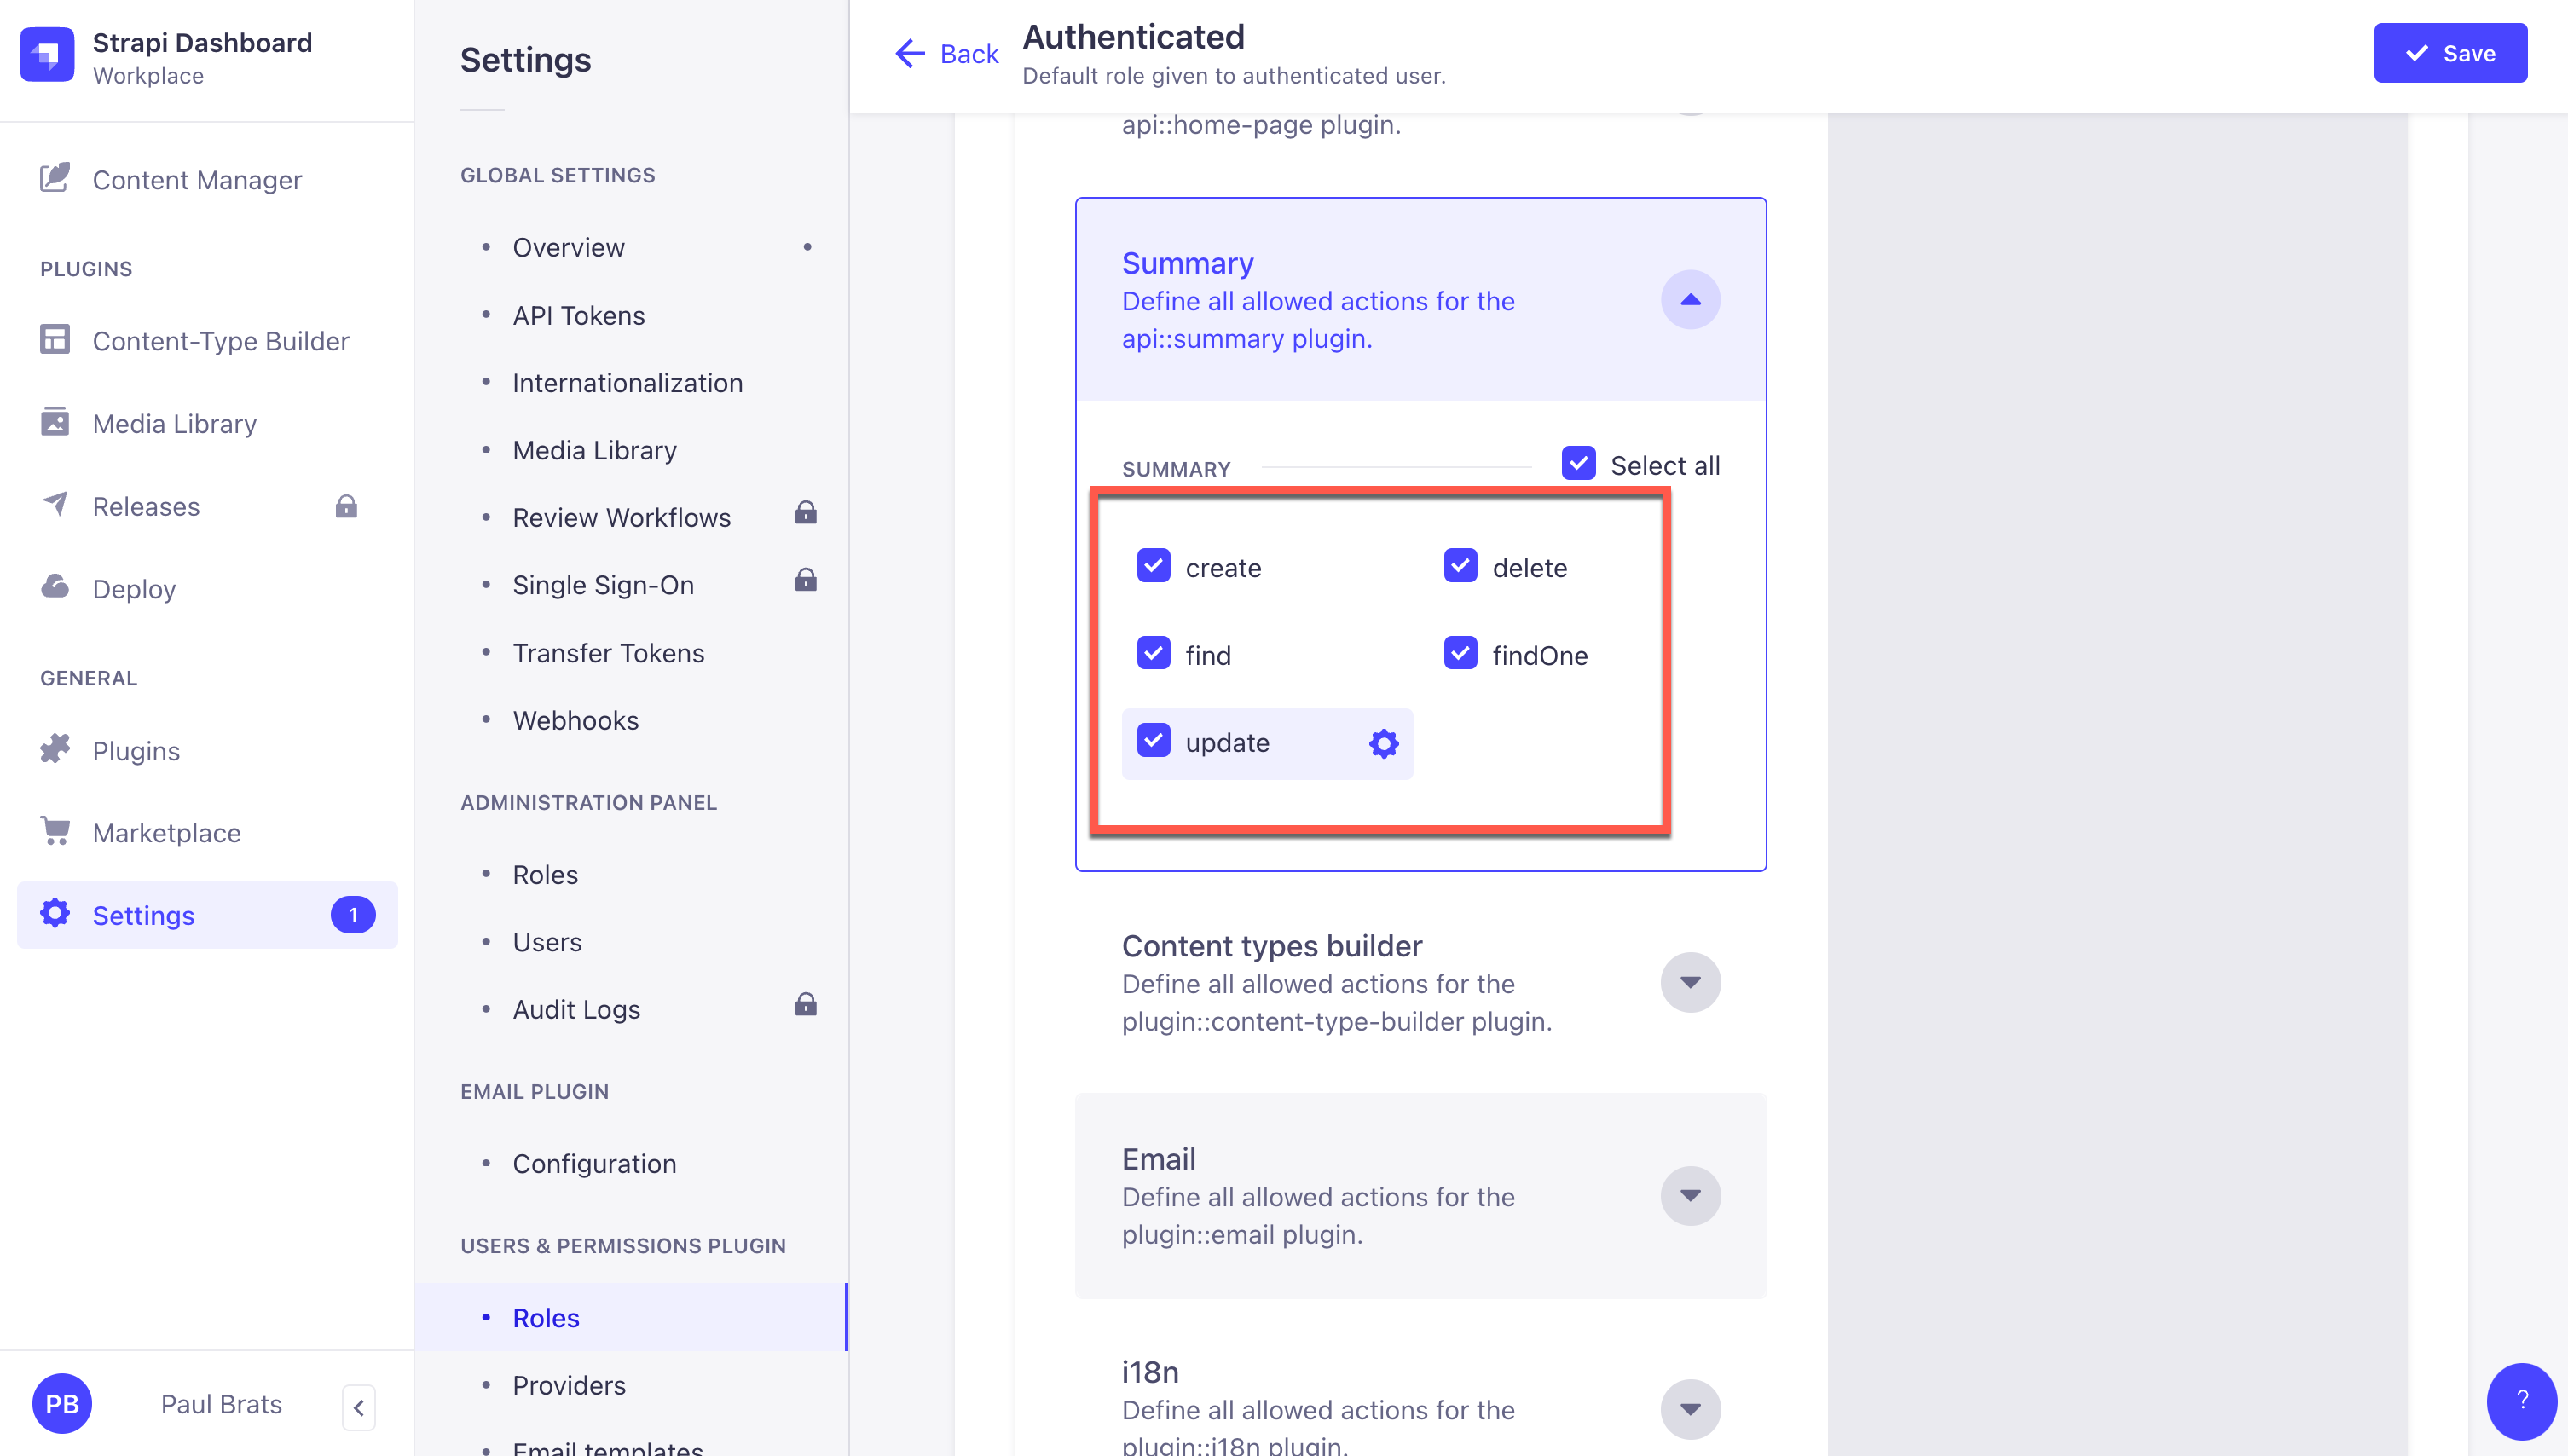 Strapi Dashboard
Workplace
Content Manager
PLUGINS
Content-Type Builder
Media Library
Releases
Deploy
GENERAL
Plugins
Marketplace
Settings
1
PB
Paul Brats
Settings
GLOBAL SETTINGS
Overview
API Tokens
Internationalization
Media Library
Review Workflows
Single Sign-On
Transfer Tokens
Webhooks
ADMINISTRATION PANEL
Roles
Users
Audit Logs
EMAIL PLUGIN
Configuration
USERS & PERMISSIONS PLUGIN
Roles
Providers
Email templates
Back
Authenticated
Default role given to authenticated user.
Save
api::home-page plugin.
Summary
Define all allowed actions for the
api::summary plugin.
SUMMARY
Select all
create
delete
find
findOne
update
Content types builder
Define all allowed actions for the
plugin::content-type-builder plugin.
Email
Define all allowed actions for the
plugin::email plugin.
i18n
Define all allowed actions for the
plugin::i18n plugin.
?